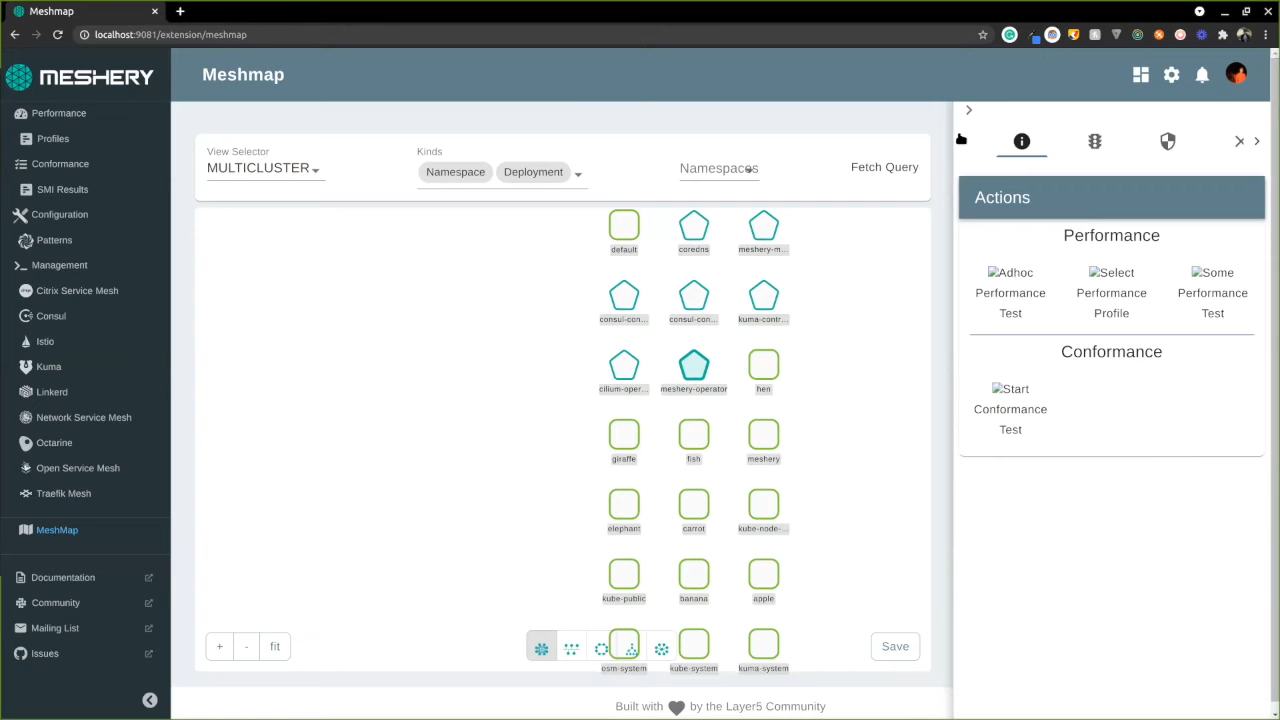 Meshmap
localhost:9081/extension/meshmap
MESHERY
Performance
Profiles
Conformance
SMI Results
Configuration
Patterns
Management
Citrix Service Mesh
Consul
Istio
Kuma
Linkerd
Network Service Mesh
Octarine
Open Service Mesh
Traefik Mesh
MeshMap
Documentation
Community
Mailing List
Issues
Meshmap
View Selector
MULTICLUSTER
Kinds
Namespace Deployment
Namespaces
Fetch Query
default coredns meshery-m...
consul-con... consul-con... kuma-contr...
cilium-oper... meshery-operator hen
giraffe fish meshery
elephant carrot kube-node-...
kube-public banana apple
osm-system kube-system kuma-system
+ - fit
Save
Built with by the Layer5 Community
Actions
Performance
Adhoc Performance Test
Select Performance Profile
Some Performance Test
Conformance
Start Conformance Test